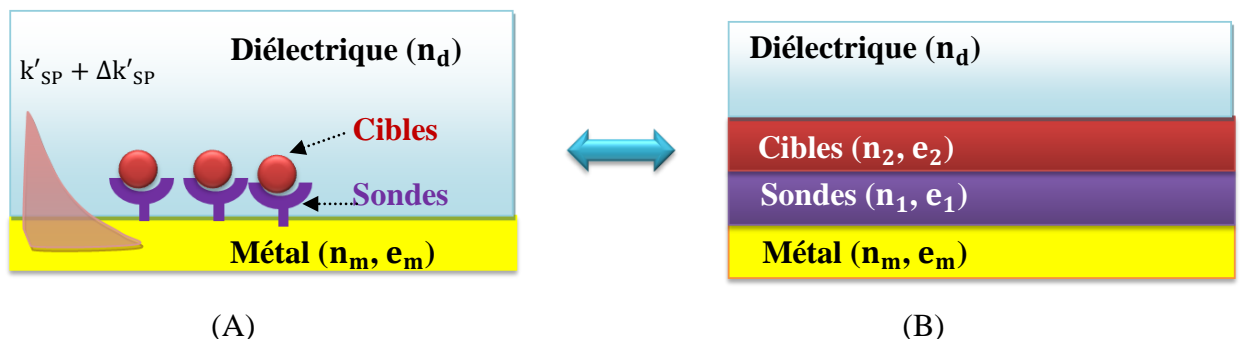 Diélectrique (n_d)
k'_SP + Δk'_SP
Cibles
Sondes
Métal (n_m, e_m)
(A)
Diélectrique (n_d)
Cibles (n_2, e_2)
Sondes (n_1, e_1)
Métal (n_m, e_m)
(B)